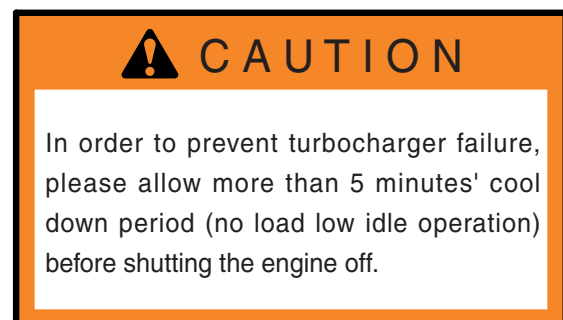 CAUTION
In order to prevent turbocharger failure,
please allow more than 5 minutes' cool
down period (no load low idle operation)
before shutting the engine off.